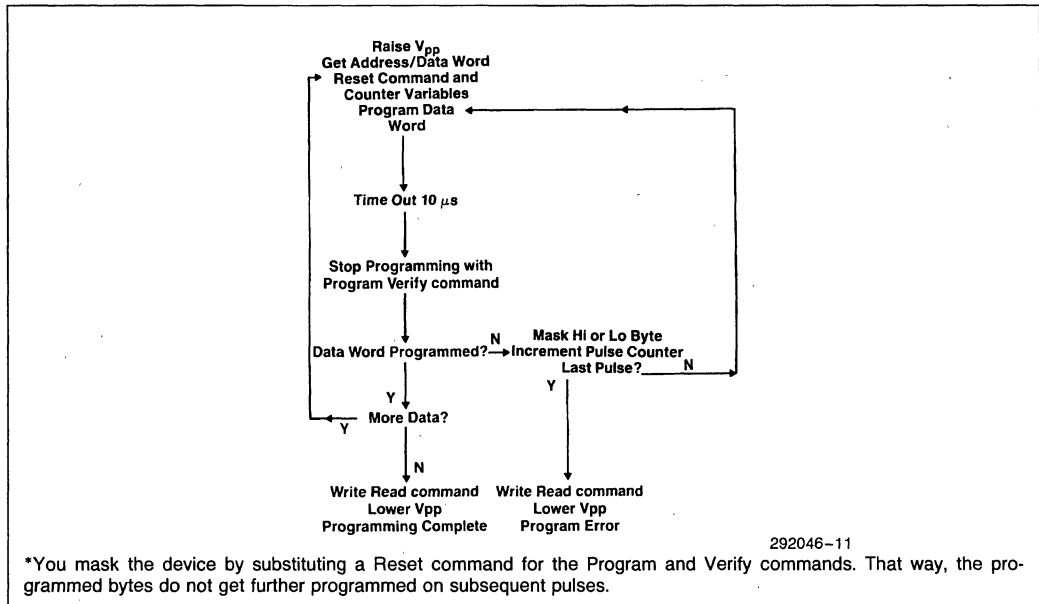 Raise Vpp
Get Address/Data Word
Reset Command and
Counter Variables
Program Data
Word
Time Out 10 μs
Stop Programming with
Program Verify command
Data Word Programmed?
N
Mask Hi or Lo Byte
Increment Pulse Counter
Last Pulse?
N
Y
Y
More Data?
Y
N
Write Read command
Lower Vpp
Programming Complete
Write Read command
Lower Vpp
Program Error
292046–11
*You mask the device by substituting a Reset command for the Program and Verify commands. That way, the pro-
grammed bytes do not get further programmed on subsequent pulses.